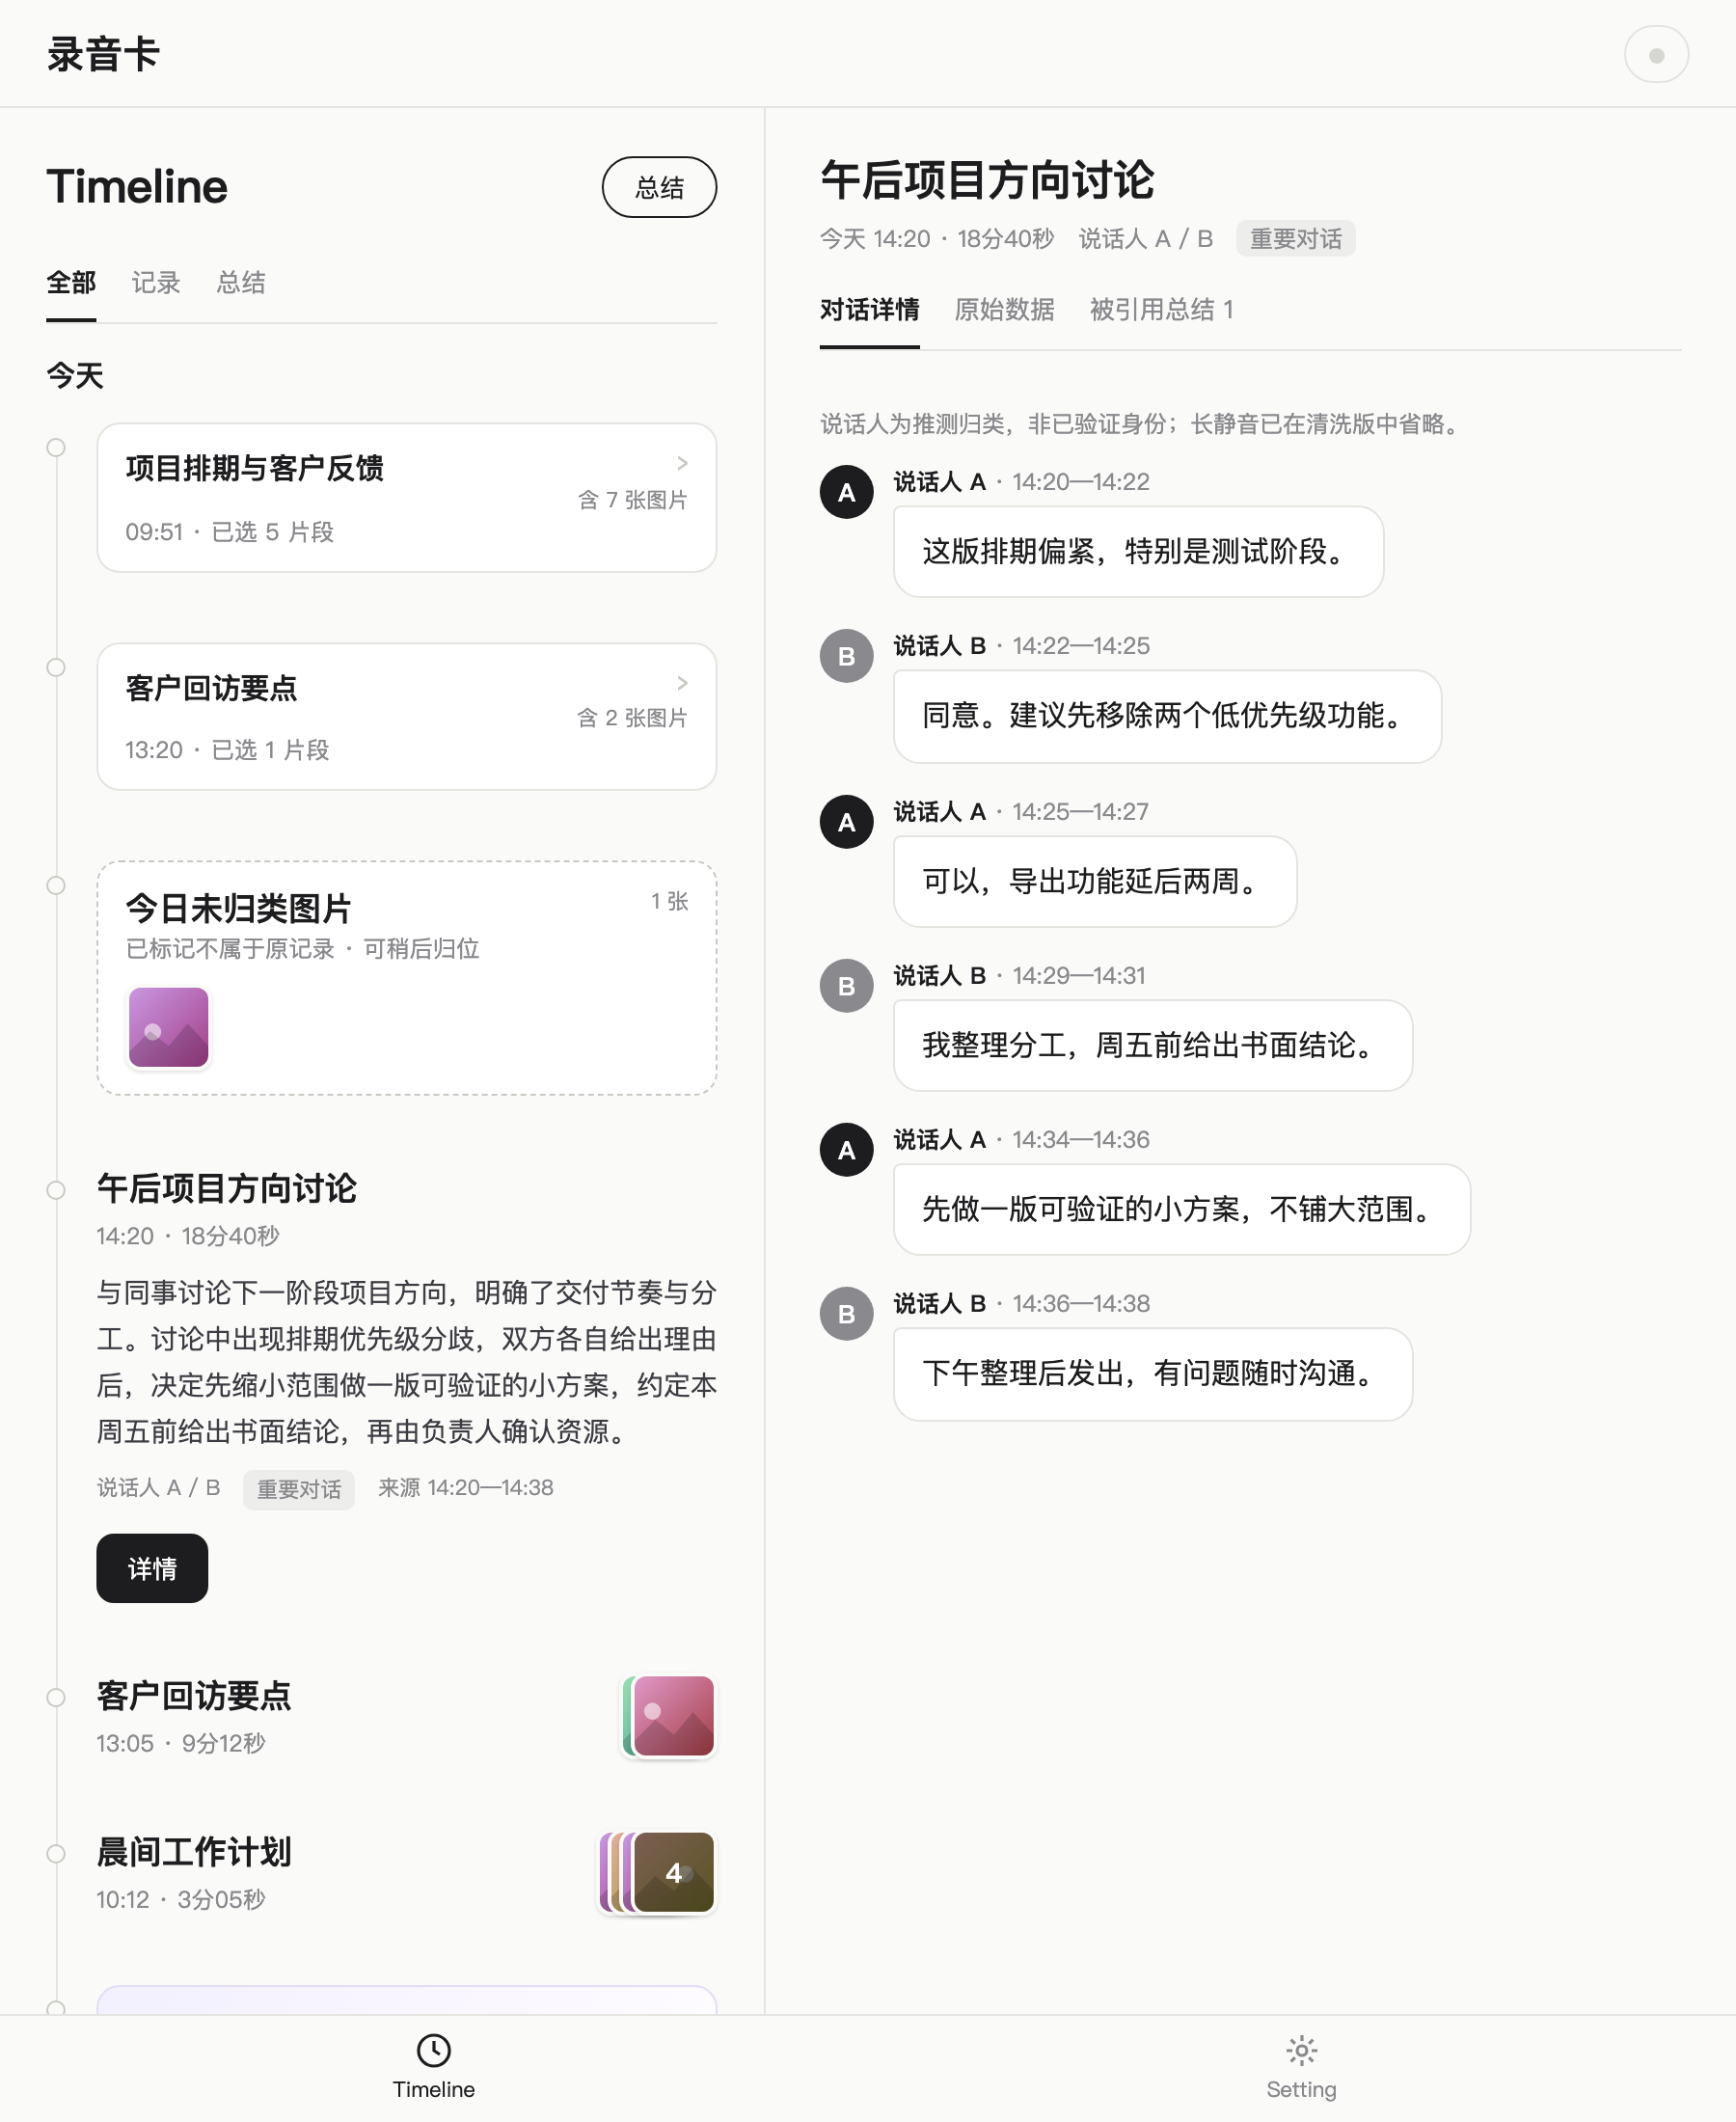 录音卡
Timeline
总结
全部 记录 总结
今天
项目排期与客户反馈
含 7 张图片
09:51 · 已选 5 片段
客户回访要点
含 2 张图片
13:20 · 已选 1 片段
今日未归类图片
1 张
已标记不属于原记录 · 可稍后归位
午后项目方向讨论
14:20 · 18分40秒
与同事讨论下一阶段项目方向，明确了交付节奏与分
工。讨论中出现排期优先级分歧，双方各自给出理由
后，决定先缩小范围做一版可验证的小方案，约定本
周五前给出书面结论，再由负责人确认资源。
说话人 A / B 重要对话 来源 14:20—14:38
详情
客户回访要点
13:05 · 9分12秒
晨间工作计划
10:12 · 3分05秒
4
午后项目方向讨论
今天 14:20 · 18分40秒 说话人 A / B 重要对话
对话详情 原始数据 被引用总结 1
说话人为推测归类，非已验证身份；长静音已在清洗版中省略。
A
说话人 A · 14:20—14:22
这版排期偏紧，特别是测试阶段。
B
说话人 B · 14:22—14:25
同意。建议先移除两个低优先级功能。
A
说话人 A · 14:25—14:27
可以，导出功能延后两周。
B
说话人 B · 14:29—14:31
我整理分工，周五前给出书面结论。
A
说话人 A · 14:34—14:36
先做一版可验证的小方案，不铺大范围。
B
说话人 B · 14:36—14:38
下午整理后发出，有问题随时沟通。
Timeline
Setting